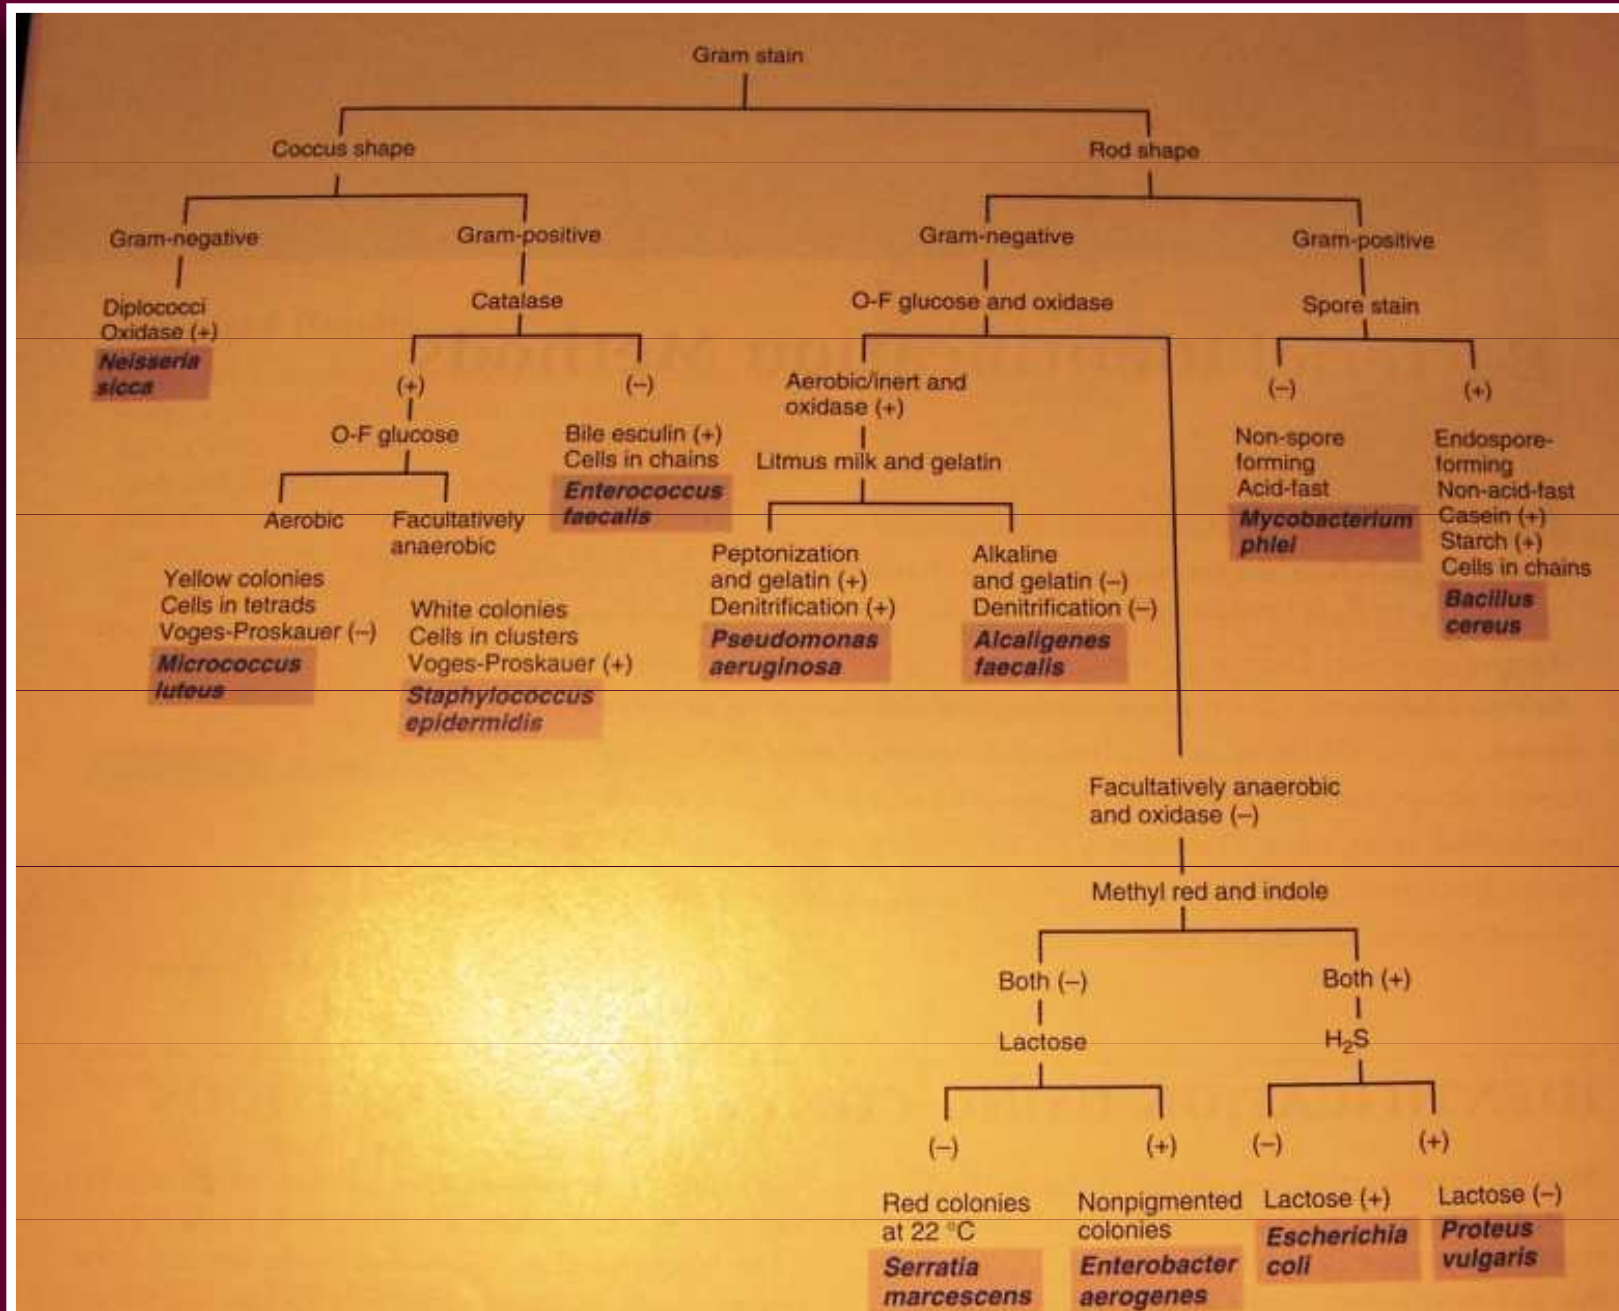 Gram stain
Coccus shape
Rod shape
Gram-negative
Gram-positive
Gram-negative
Gram-positive
Diplococci
Oxidase (+)
Neisseria
sicca
Catalase
O-F glucose and oxidase
Spore stain
(+)
(–)
Aerobic/inert and
oxidase (+)
(–)
(+)
O-F glucose
Bile esculin (+)
Cells in chains
Enterococcus
faecalis
Litmus milk and gelatin
Non-spore
forming
Acid-fast
Mycobacterium
phlei
Endospore-
forming
Non-acid-fast
Casein (+)
Starch (+)
Cells in chains
Bacillus
cereus
Aerobic
Facultatively
anaerobic
Yellow colonies
Cells in tetrads
Voges-Proskauer (–)
Micrococcus
luteus
White colonies
Cells in clusters
Voges-Proskauer (+)
Staphylococcus
epidermidis
Peptonization
and gelatin (+)
Denitrification (+)
Pseudomonas
aeruginosa
Alkaline
and gelatin (–)
Denitrification (–)
Alcaligenes
faecalis
Facultatively anaerobic
and oxidase (–)
Methyl red and indole
Both (–)
Both (+)
Lactose
H₂S
(–)
(+)
(–)
(+)
Red colonies
at 22 °C
Serratia
marcescens
Nonpigmented
colonies
Enterobacter
aerogenes
Lactose (+)
Escherichia
coli
Lactose (–)
Proteus
vulgaris